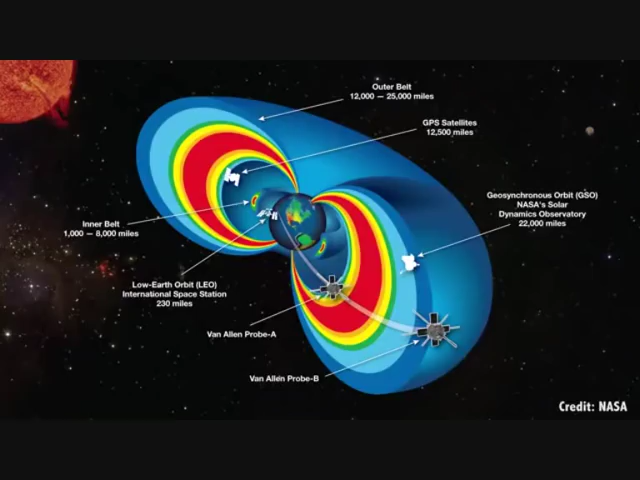 Outer Belt
12,000 — 25,000 miles
GPS Satellites
12,500 miles
Geosynchronous Orbit (GSO)
NASA's Solar
Dynamics Observatory
22,000 miles
Inner Belt
1,000 — 8,000 miles
Low-Earth Orbit (LEO)
International Space Station
230 miles
Van Allen Probe-A
Van Allen Probe-B
Credit: NASA